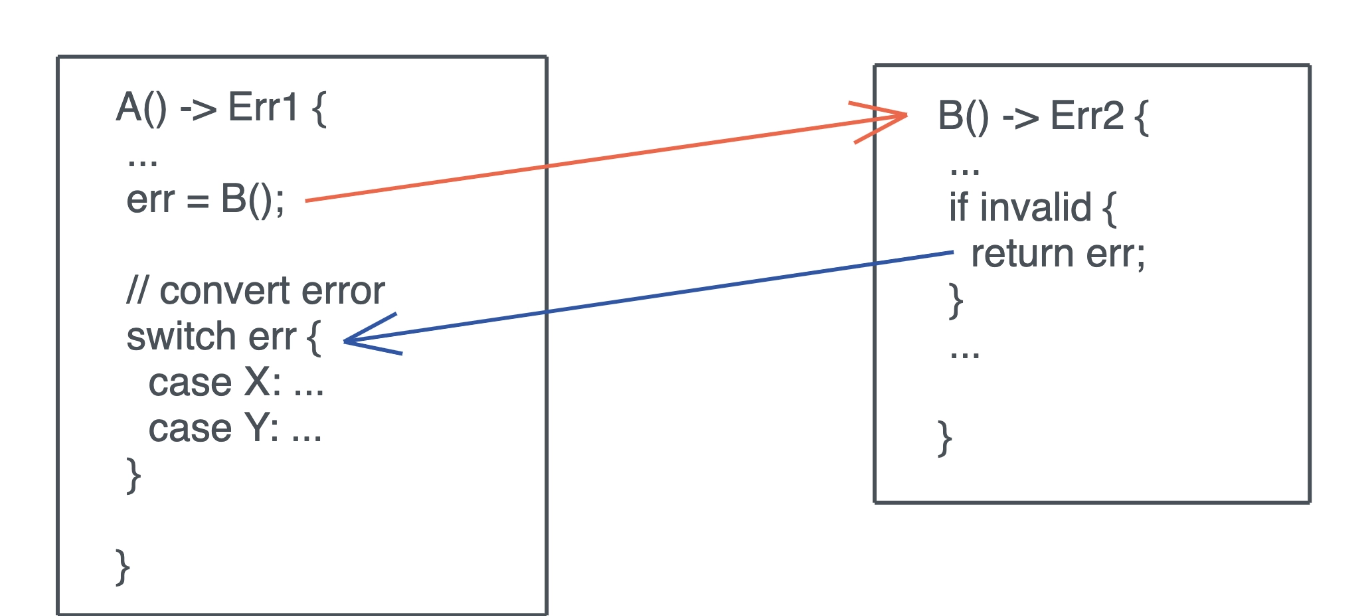 A() -> Err1 {
...
err = B();
// convert error
switch err {
case X: ...
case Y: ...
}
}
B() -> Err2 {
...
if invalid {
return err;
}
...
}